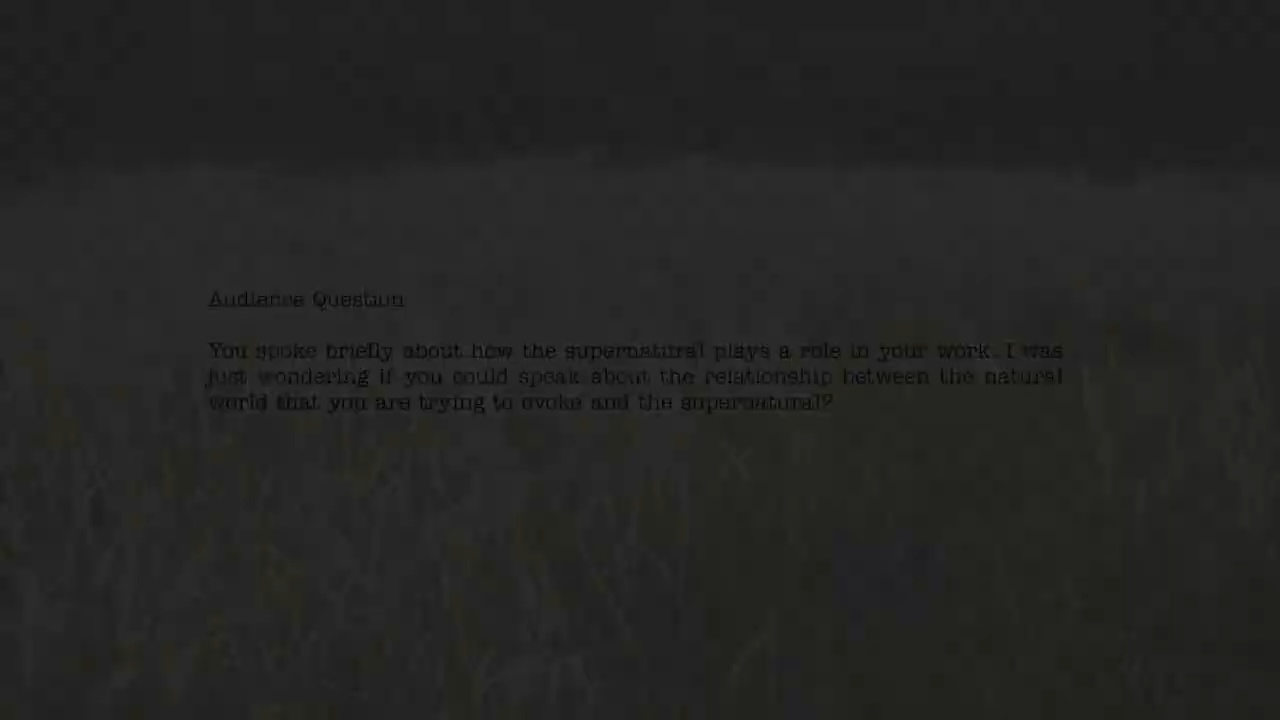 Audience Question
You spoke briefly about how the supernatural plays a role in your work. I was
just wondering if you could speak about the relationship between the natural
world that you are trying to evoke and the supernatural?